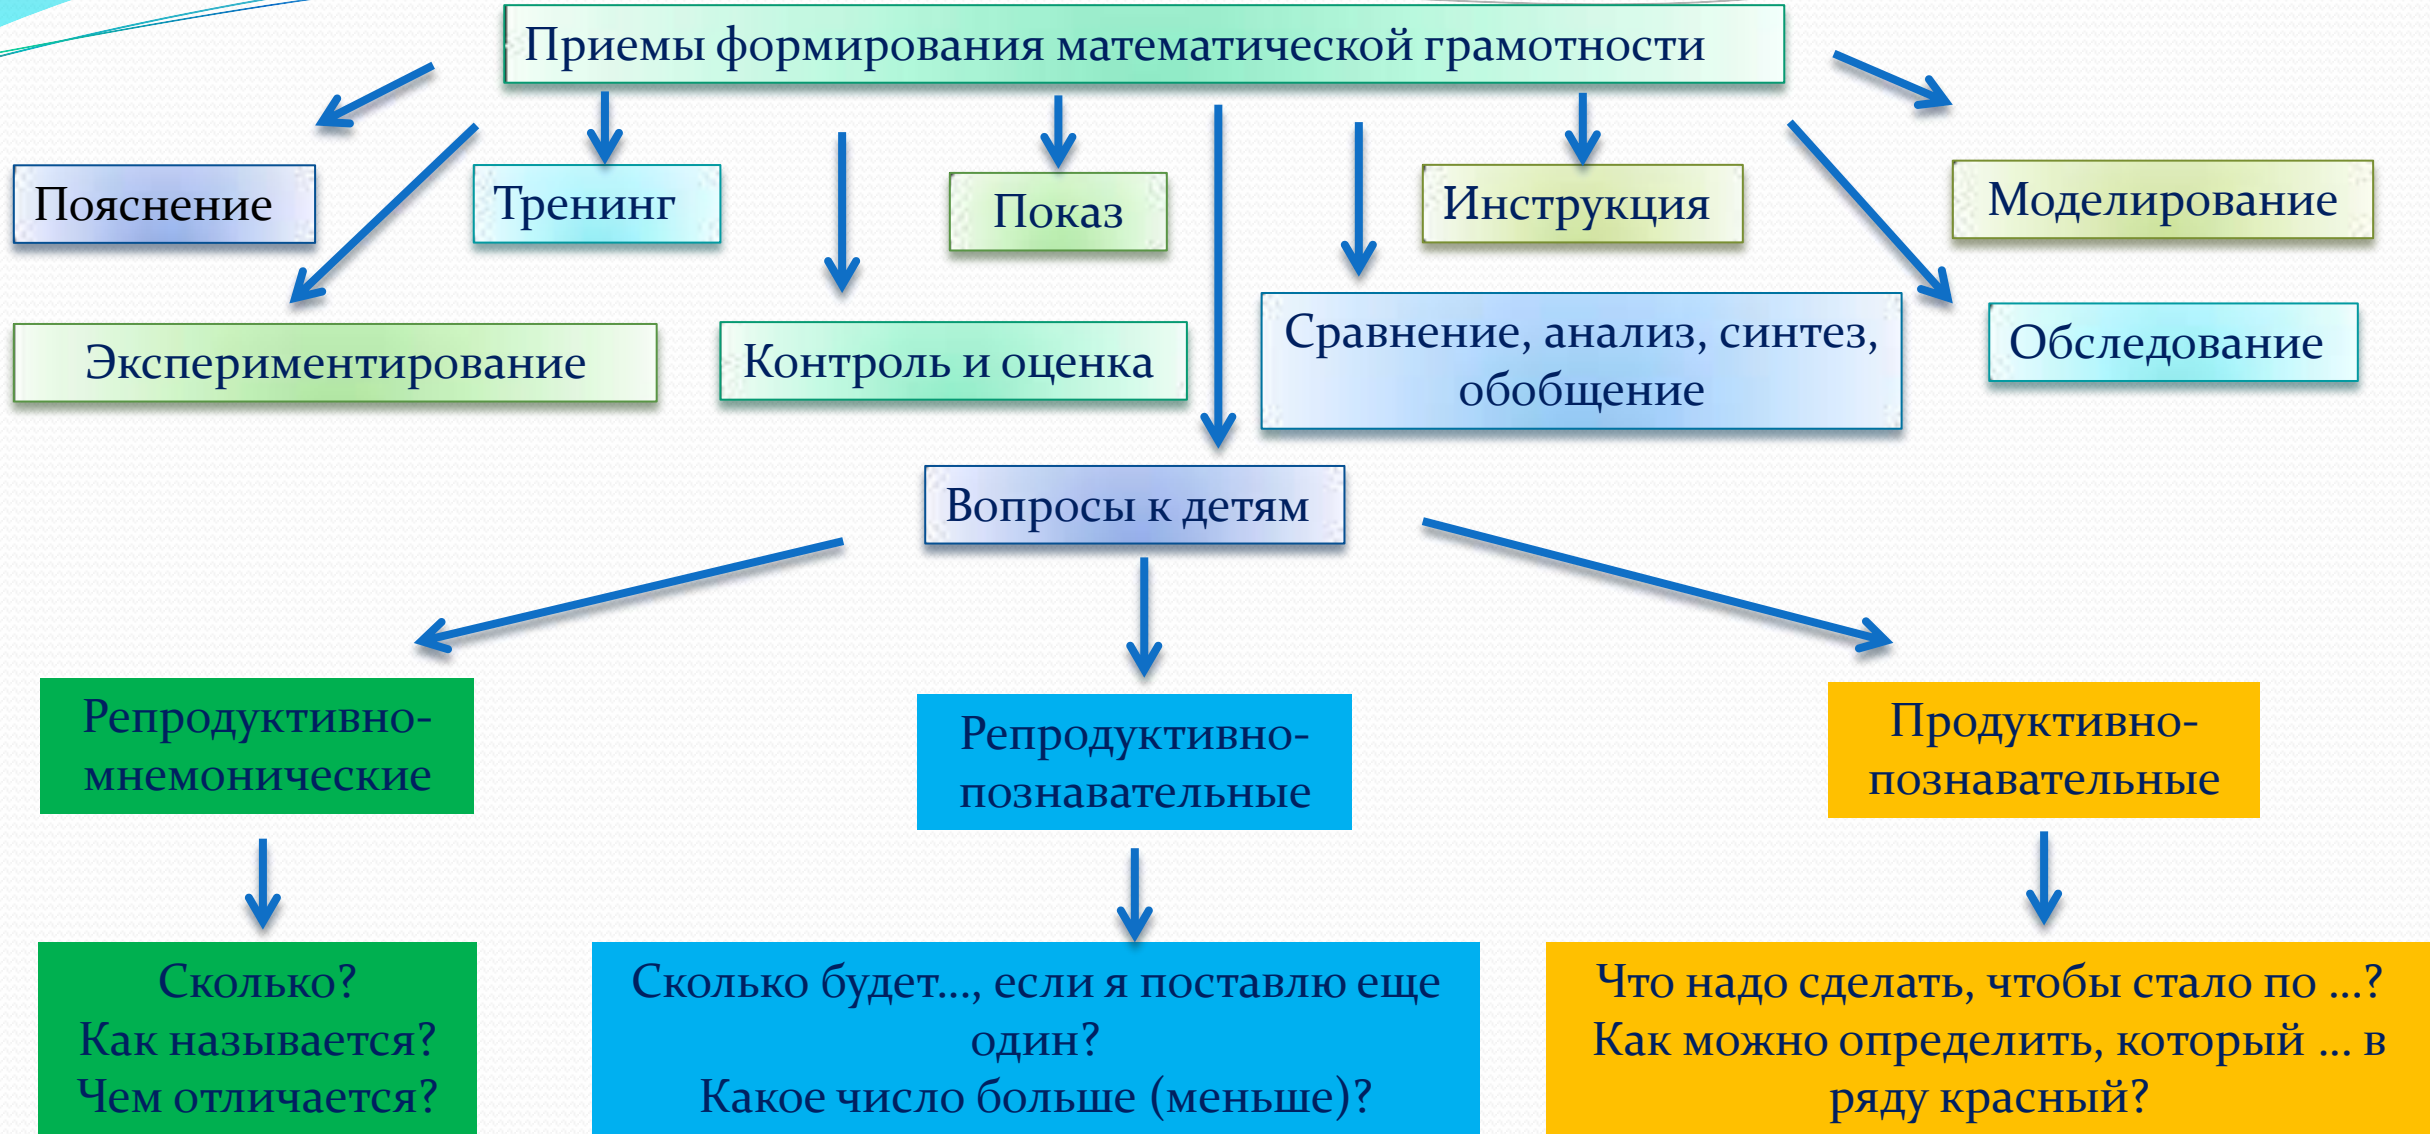 Приемы формирования математической грамотности
Пояснение
Тренинг
Показ
Инструкция
Моделирование
Экспериментирование
Контроль и оценка
Сравнение, анализ, синтез,
обобщение
Обследование
Вопросы к детям
Репродуктивно-
мнемонические
Репродуктивно-
познавательные
Продуктивно-
познавательные
Сколько?
Как называется?
Чем отличается?
Сколько будет..., если я поставлю еще
один?
Какое число больше (меньше)?
Что надо сделать, чтобы стало по ...?
Как можно определить, который ... в
ряду красный?